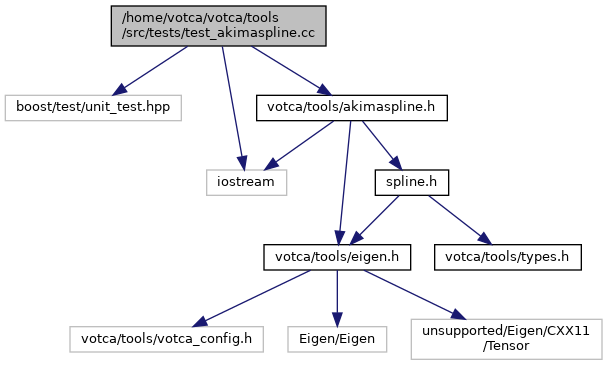 /home/votca/votca/tools
/src/tests/test_akimaspline.cc
boost/test/unit_test.hpp
votca/tools/akimaspline.h
iostream
spline.h
votca/tools/eigen.h
votca/tools/types.h
votca/tools/votca_config.h
Eigen/Eigen
unsupported/Eigen/CXX11
/Tensor